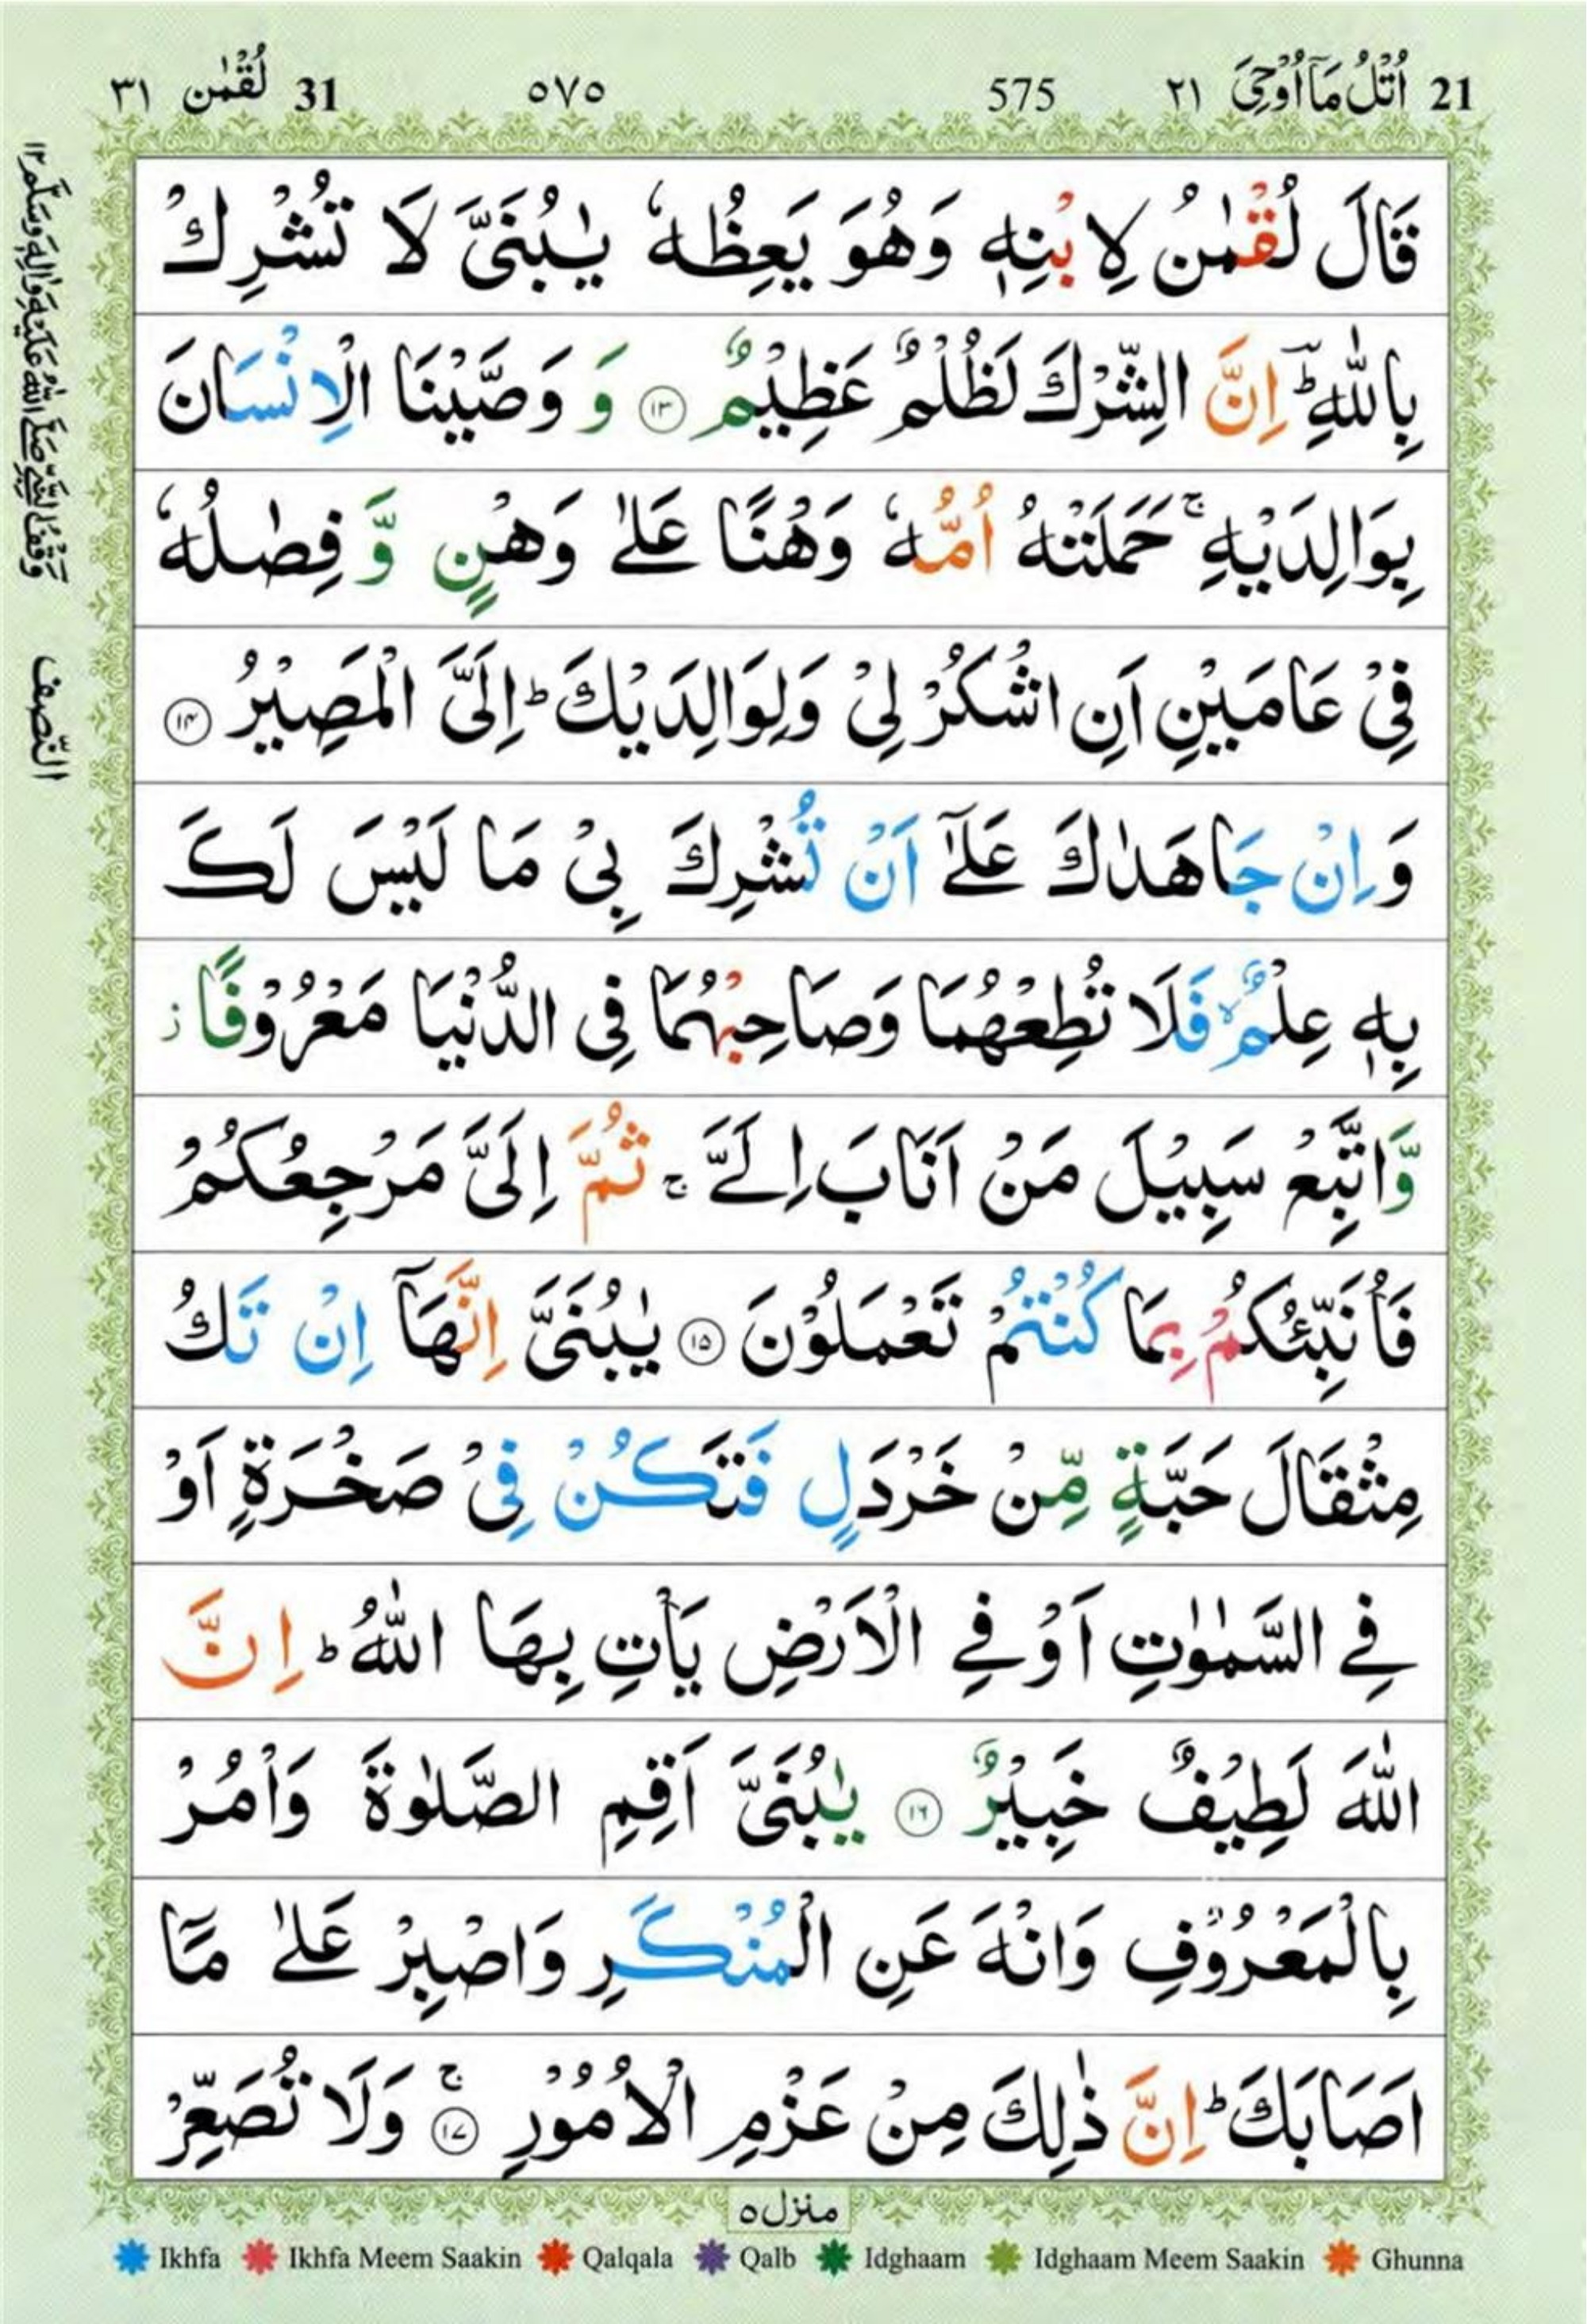 21 اُتْلُ مَآ اُوْحِیَ ٢١ 575 ٥٧٥ 31 لُقْمٰن ٣١
قَالَ لُقْمٰنُ لِابْنِهٖ وَهُوَ يَعِظُهٗ يٰبُنَیَّ لَا تُشْرِكْ
بِاللّٰهِ ؔؕ اِنَّ الشِّرْكَ لَظُلْمٌ عَظِيْمٌ ۝١٣ وَ وَصَّيْنَا الْاِنْسَانَ
بِوَالِدَيْهِ ۚ حَمَلَتْهُ اُمُّهٗ وَهْنًا عَلٰى وَهْنٍ وَّ فِصٰلُهٗ
فِیْ عَامَيْنِ اَنِ اشْكُرْ لِیْ وَلِوَالِدَيْكَ ؕ اِلَیَّ الْمَصِيْرُ ۝١٤
وَ اِنْ جَاهَدٰكَ عَلٰٓى اَنْ تُشْرِكَ بِیْ مَا لَيْسَ لَكَ
بِهٖ عِلْمٌ ۙ فَلَا تُطِعْهُمَا وَصَاحِبْهُمَا فِی الدُّنْيَا مَعْرُوْفًا ز
وَّاتَّبِعْ سَبِيْلَ مَنْ اَنَابَ اِلَیَّ ۚ ثُمَّ اِلَیَّ مَرْجِعُكُمْ
فَاُنَبِّئُكُمْ بِمَا كُنْتُمْ تَعْمَلُوْنَ ۝١٥ يٰبُنَیَّ اِنَّهَآ اِنْ تَكُ
مِثْقَالَ حَبَّةٍ مِّنْ خَرْدَلٍ فَتَكُنْ فِیْ صَخْرَةٍ اَوْ
فِی السَّمٰوٰتِ اَوْ فِی الْاَرْضِ يَاْتِ بِهَا اللّٰهُ ؕ اِنَّ
اللّٰهَ لَطِيْفٌ خَبِيْرٌ ۝١٦ يٰبُنَیَّ اَقِمِ الصَّلٰوةَ وَاْمُرْ
بِالْمَعْرُوْفِ وَانْهَ عَنِ الْمُنْكَرِ وَاصْبِرْ عَلٰى مَآ
اَصَابَكَ ؕ اِنَّ ذٰلِكَ مِنْ عَزْمِ الْاُمُوْرِ ۝١٧ ۚ وَلَا تُصَعِّرْ
وَقْفُ النَّبِیِّ صَلَّی اللّٰهُ عَلَيْهِ وَاٰلِهٖ وَسَلَّمَ ١٢
النِّصف
منزل ٥
Ikhfa Ikhfa Meem Saakin Qalqala Qalb Idghaam Idghaam Meem Saakin Ghunna